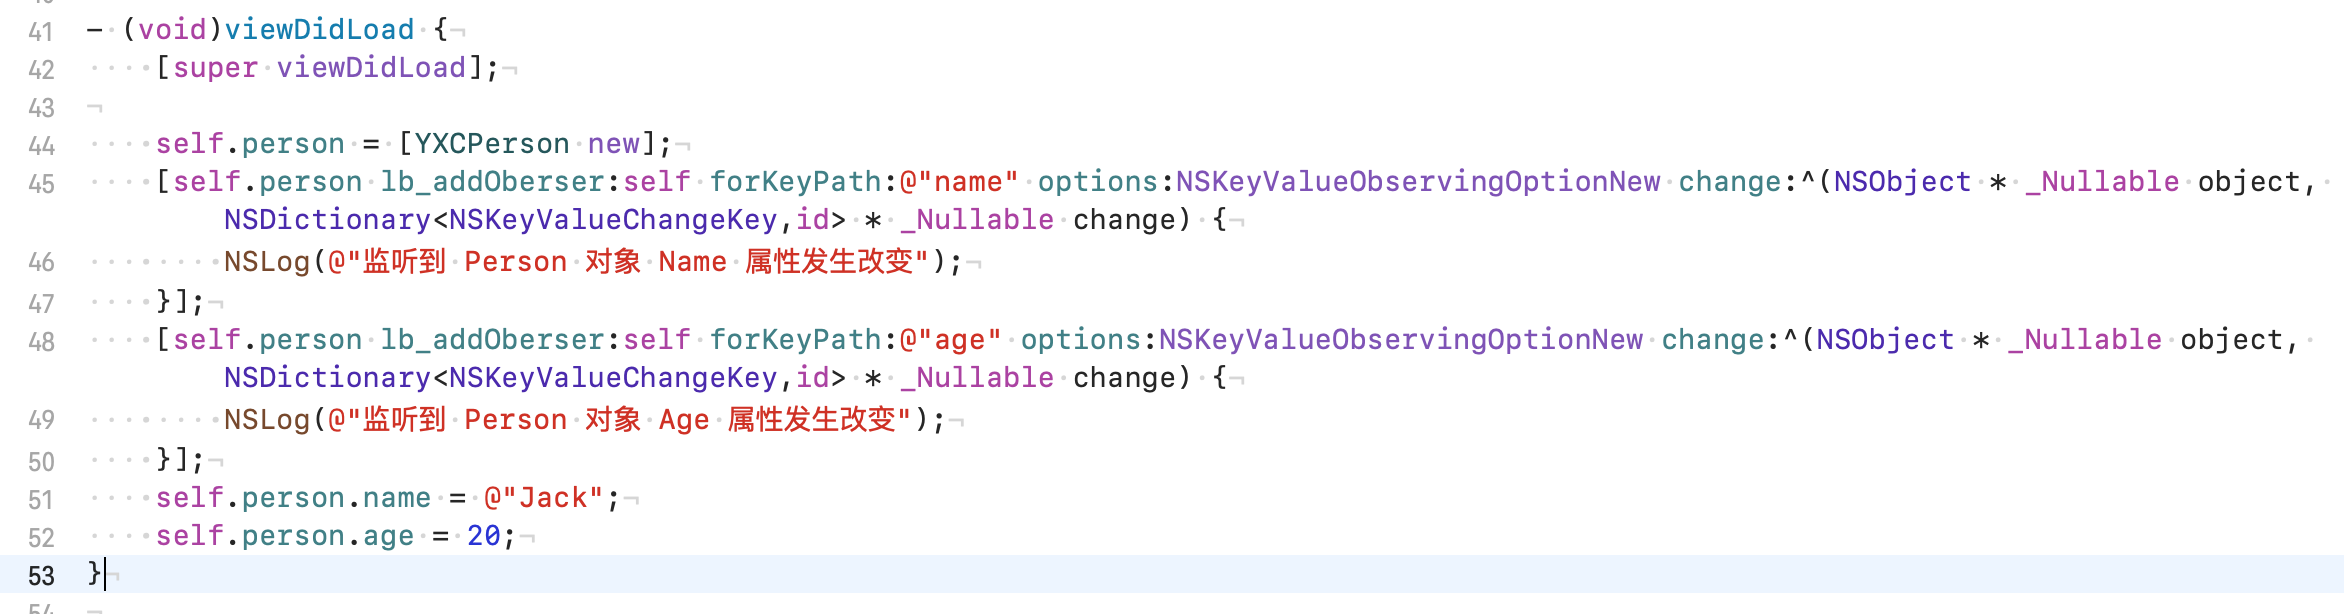 41 - (void)viewDidLoad {
42 [super viewDidLoad];
43
44 self.person = [YXCPerson new];
45 [self.person lb_addOberser:self forKeyPath:@"name" options:NSKeyValueObservingOptionNew change:^(NSObject * _Nullable object,
NSDictionary<NSKeyValueChangeKey,id> * _Nullable change) {
46 NSLog(@"监听到 Person 对象 Name 属性发生改变");
47 }];
48 [self.person lb_addOberser:self forKeyPath:@"age" options:NSKeyValueObservingOptionNew change:^(NSObject * _Nullable object,
NSDictionary<NSKeyValueChangeKey,id> * _Nullable change) {
49 NSLog(@"监听到 Person 对象 Age 属性发生改变");
50 }];
51 self.person.name = @"Jack";
52 self.person.age = 20;
53 }
54